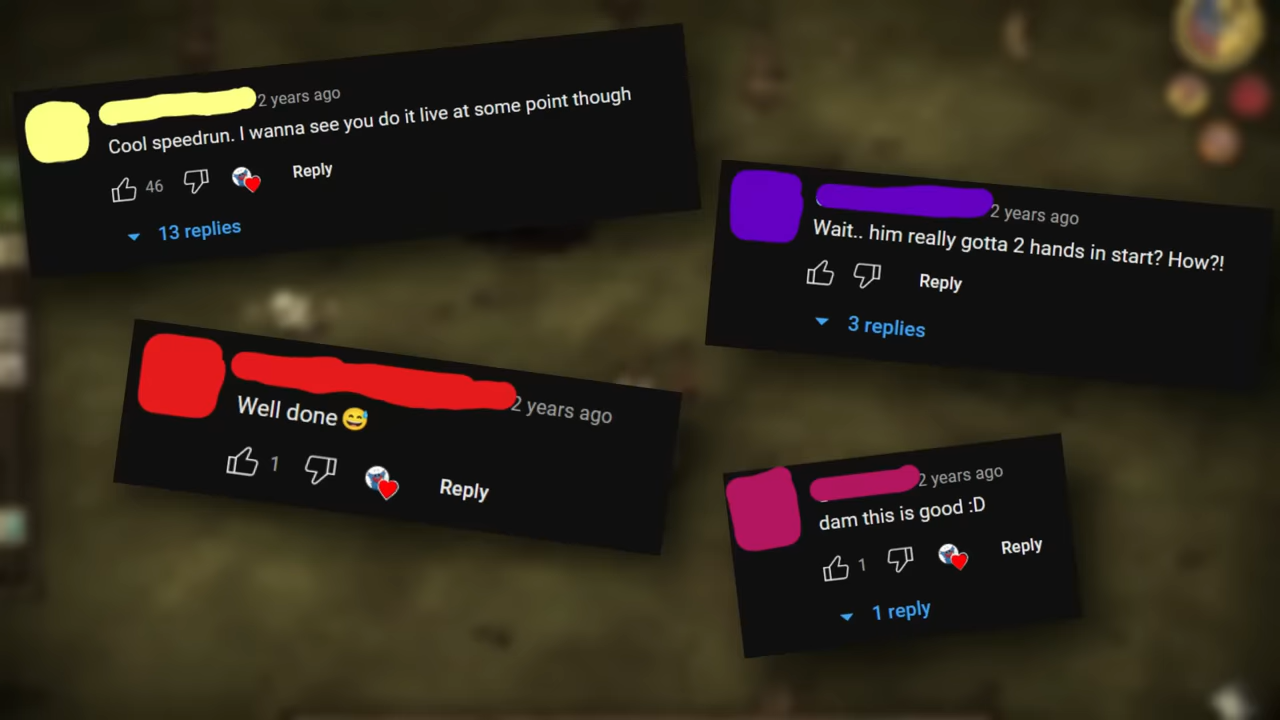 2 years ago
Cool speedrun. I wanna see you do it live at some point though
46
Reply
13 replies
2 years ago
Wait.. him really gotta 2 hands in start? How?!
Reply
3 replies
2 years ago
Well done😅
1
Reply
2 years ago
dam this is good :D
1
Reply
1 reply